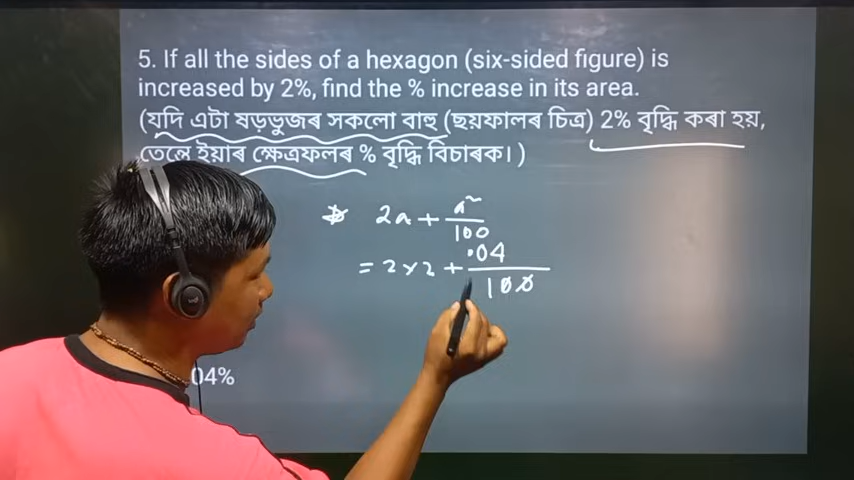 5. If all the sides of a hexagon (six-sided figure) is
increased by 2%, find the % increase in its area.
(যদি এটা ষড়ভুজৰ সকলো বাহু (ছয়ফালৰ চিত্ৰ) 2% বৃদ্ধি কৰা হয়,
তেন্তে ইয়াৰ ক্ষেত্ৰফলৰ % বৃদ্ধি বিচাৰক।)
2a + a²
100
.04
= 2 × 2 +
100
04%